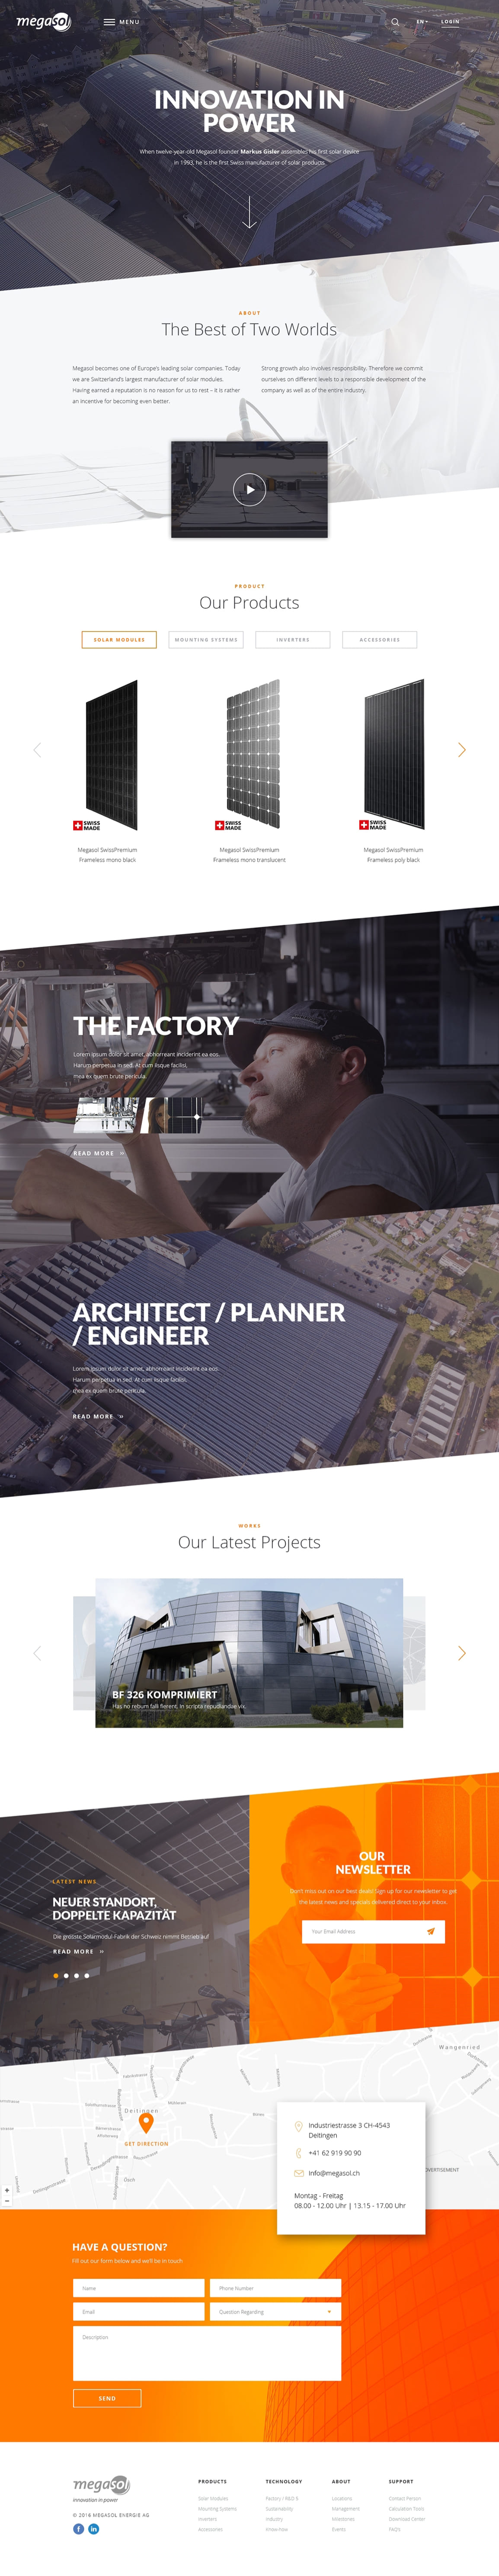 megasol
MENU
EN
LOGIN
INNOVATION IN
POWER
When twelve-year-old Megasol founder Markus Gisler assembles his first solar device
in 1993, he is the first Swiss manufacturer of solar products.
ABOUT
The Best of Two Worlds
Megasol becomes one of Europe's leading solar companies. Today
we are Switzerland's largest manufacturer of solar modules.
Having earned a reputation is no reason for us to rest – it is rather
an incentive for becoming even better.
Strong growth also involves responsibility. Therefore we commit
ourselves on different levels to a responsible development of the
company as well as of the entire industry.
PRODUCT
Our Products
SOLAR MODULES
MOUNTING SYSTEMS
INVERTERS
ACCESSORIES
SWISS
MADE
SWISS
MADE
SWISS
MADE
Megasol SwissPremium
Frameless mono black
Megasol SwissPremium
Frameless mono translucent
Megasol SwissPremium
Frameless poly black
THE FACTORY
Lorem ipsum dolor sit amet, abhorreant inciderint ea eos.
Harum perpetua in sed. At cum iisque facilisi,
mea ex quem brute pericula.
READ MORE »
ARCHITECT / PLANNER
/ ENGINEER
Lorem ipsum dolor sit amet, abhorreant inciderint ea eos.
Harum perpetua in sed. At cum iisque facilisi,
mea ex quem brute pericula.
READ MORE »
WORKS
Our Latest Projects
BF 326 KOMPRIMIERT
Has no rebum falli fierent. In scripta repudiandae vix.
LATEST NEWS
NEUER STANDORT,
DOPPELTE KAPAZITÄT
Die grösste Solarmodul-Fabrik der Schweiz nimmt Betrieb auf
READ MORE »
OUR
NEWSLETTER
Don't miss out on our best deals! Sign up for our newsletter to get
the latest news and specials delivered direct to your inbox.
Your Email Address
Wangenried
Deitingen
GET DIRECTION
Industriestrasse 3 CH-4543
Deitingen
+41 62 919 90 90
info@megasol.ch
Montag - Freitag
08.00 - 12.00 Uhr | 13.15 - 17.00 Uhr
HAVE A QUESTION?
Fill out our form below and we'll be in touch
Name
Phone Number
Email
Question Regarding
Description
SEND
megasol
innovation in power
© 2016 MEGASOL ENERGIE AG
PRODUCTS
Solar Modules
Mounting Systems
Inverters
Accessories
TECHNOLOGY
Factory / R&D &
Sustainability
Industry
know-how
ABOUT
Locations
Management
Milestones
Events
SUPPORT
Contact Person
Calculation Tools
Download Center
FAQ's